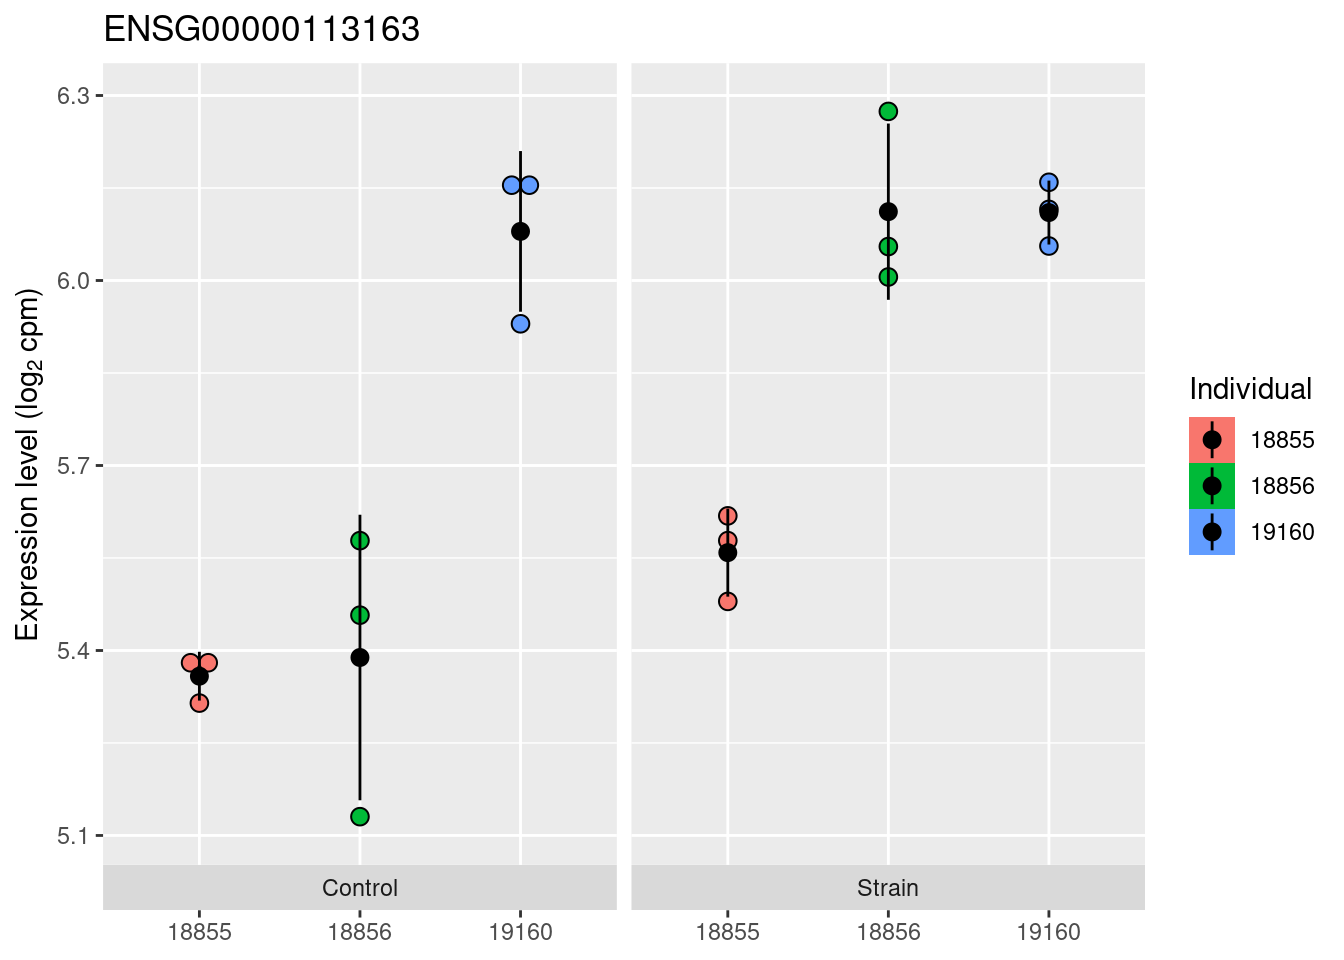 ENSG00000113163
Expression level (log₂ cpm)
6.3
6.0
5.7
5.4
5.1
Control
Strain
18855
18856
19160
18855
18856
19160
Individual
18855
18856
19160